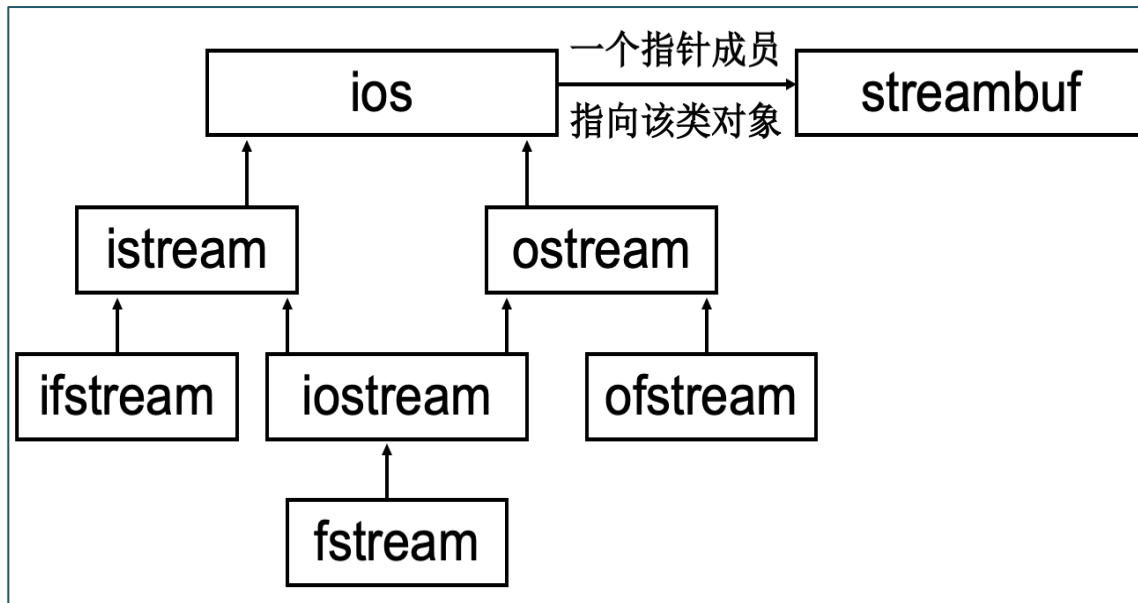 ios
一个指针成员
指向该类对象
streambuf
istream
ostream
ifstream
iostream
ofstream
fstream